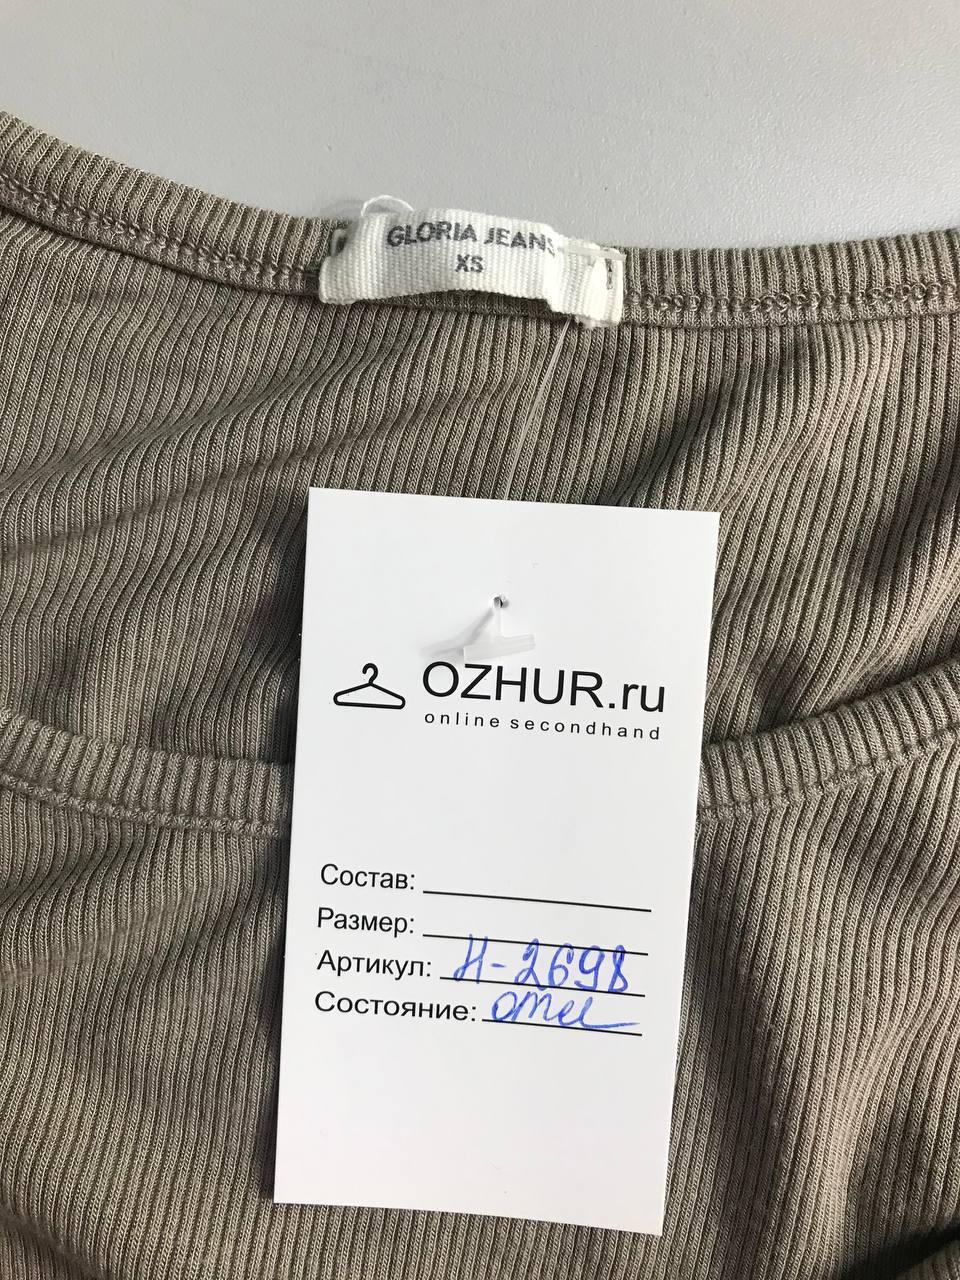 GLORIA JEANS
XS
OZHUR.ru
online secondhand
Состав:
Размер:
Артикул: Н-2698
Состояние: отл